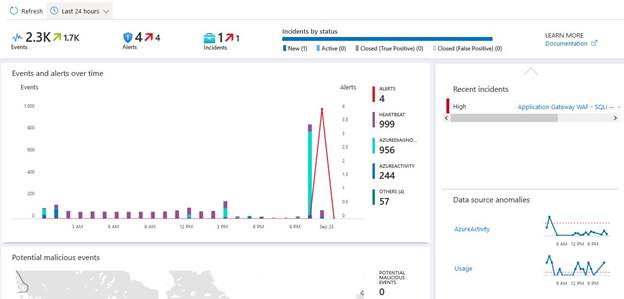 Refresh Last 24 hours
2.3K 1.7K
Events
4 4
Alerts
1 1
Incidents
Incidents by status
New (1) Active (0) Closed (True Positive) (0) Closed (False Positive) (0)
LEARN MORE
Documentation
Events and alerts over time
Events
Alerts
1,000
800
600
400
200
0
4
3.5
3
2.5
2
1.5
1
0.5
0
3 AM 6 AM 9 AM 12 PM 3 PM 6 PM 9 PM Sep 25
ALERTS
4
HEARTBEAT
999
AZUREDIAGNO...
956
AZUREACTIVITY
244
OTHERS (4)
57
Recent incidents
High Application Gateway WAF - SQLi -- -
Data source anomalies
AzureActivity
6 AM 12 PM 6 PM
Usage
6 AM 12 PM 6 PM
Potential malicious events
POTENTIAL
MALICIOUS
EVENTS
0